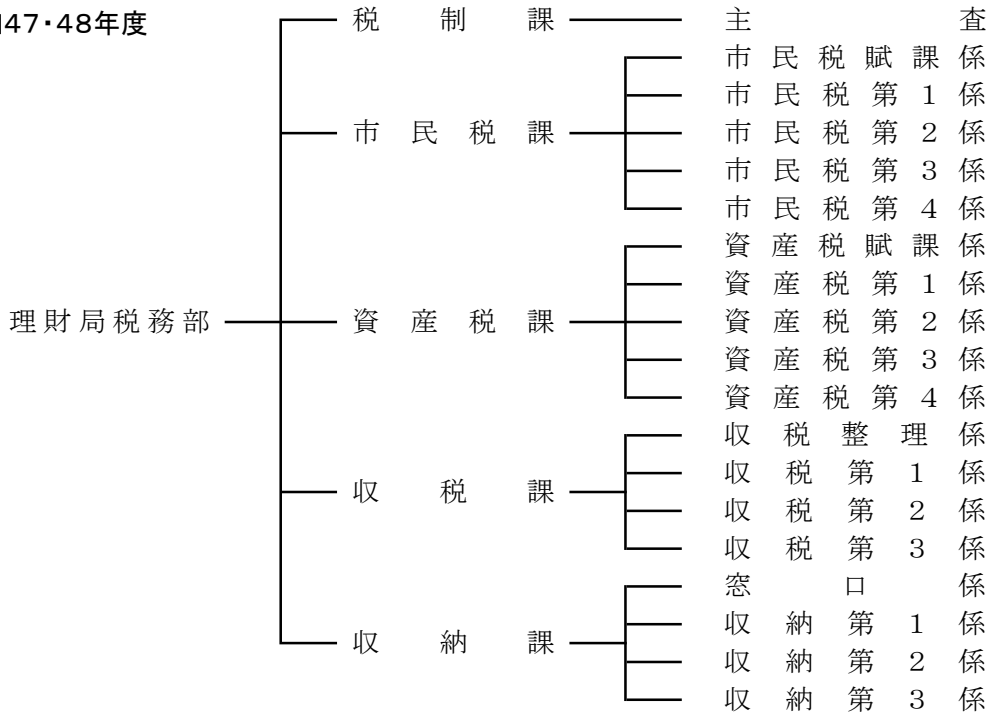 47・48年度
税制課
主査
市民税課
市民税賦課係
市民税第1係
市民税第2係
市民税第3係
市民税第4係
理財局税務部
資産税課
資産税賦課係
資産税第1係
資産税第2係
資産税第3係
資産税第4係
収税課
収税整理係
収税第1係
収税第2係
収税第3係
収納課
窓口係
収納第1係
収納第2係
収納第3係